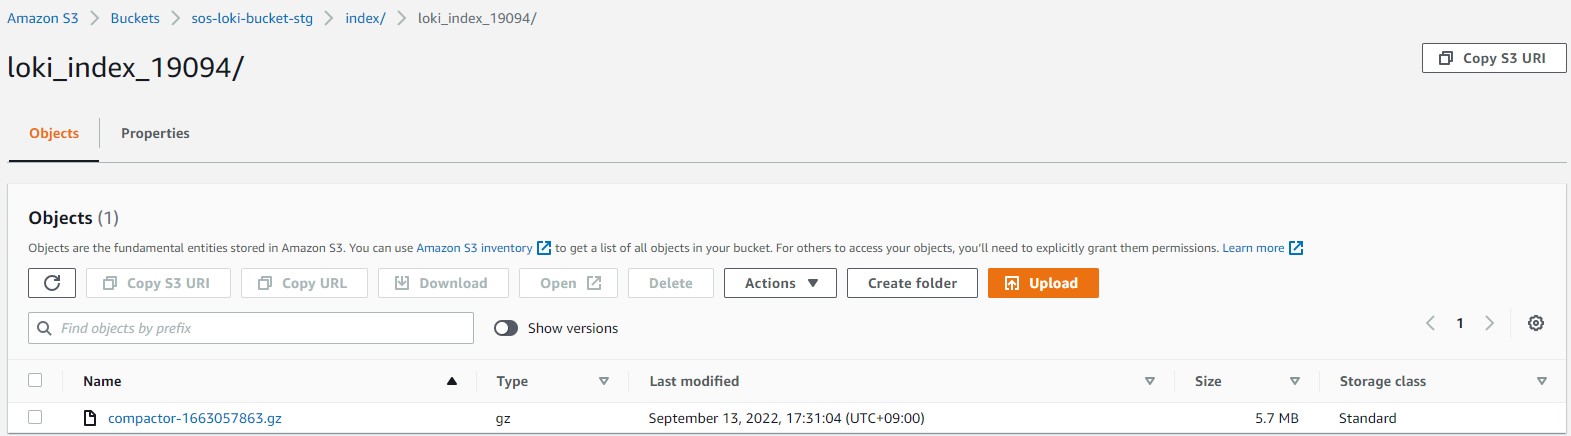 Amazon S3 > Buckets > sos-loki-bucket-stg > index/ > loki_index_19094/
loki_index_19094/
Copy S3 URI
Objects Properties
Objects (1)
Objects are the fundamental entities stored in Amazon S3. You can use Amazon S3 inventory to get a list of all objects in your bucket. For others to access your objects, you'll need to explicitly grant them permissions. Learn more
Copy S3 URI Copy URL Download Open Delete Actions Create folder Upload
Find objects by prefix Show versions < 1 >
Name Type Last modified Size Storage class
compactor-1663057863.gz gz September 13, 2022, 17:31:04 (UTC+09:00) 5.7 MB Standard